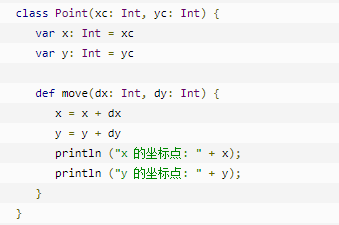 class Point(xc: Int, yc: Int) {
   var x: Int = xc
   var y: Int = yc

   def move(dx: Int, dy: Int) {
      x = x + dx
      y = y + dy
      println ("x 的坐标点: " + x);
      println ("y 的坐标点: " + y);
   }
}